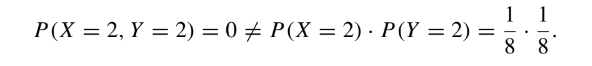 P(X = 2, Y = 2) = 0 ≠ P(X = 2) · P(Y = 2) = 1/8 · 1/8.